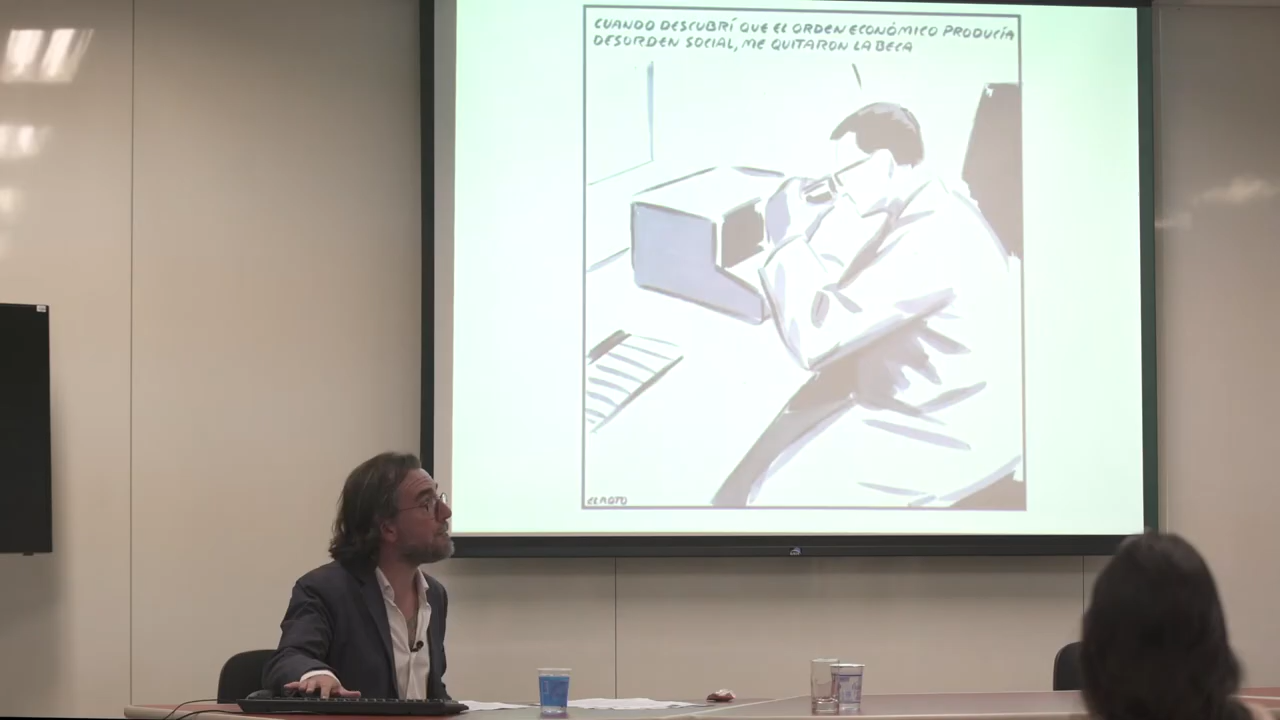 CUANDO DESCUBRÍ QUE EL ORDEN ECONÓMICO PRODUCÍA
DESORDEN SOCIAL, ME QUITARON LA BECA
EL ROTO